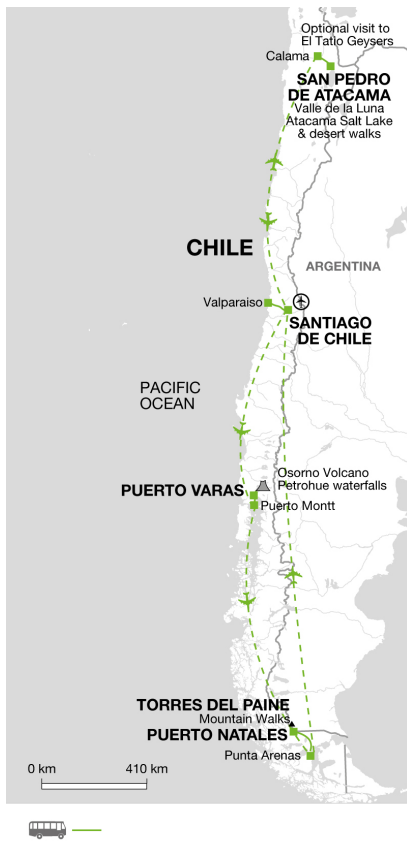 Optional visit to
El Tatio Geysers
Calama
SAN PEDRO
DE ATACAMA
Valle de la Luna
Atacama Salt Lake
& desert walks
CHILE
ARGENTINA
Valparaiso
SANTIAGO
DE CHILE
PACIFIC
OCEAN
Osorno Volcano
Petrohue waterfalls
PUERTO VARAS
Puerto Montt
TORRES DEL PAINE
Mountain Walks
PUERTO NATALES
Punta Arenas
0 km 410 km